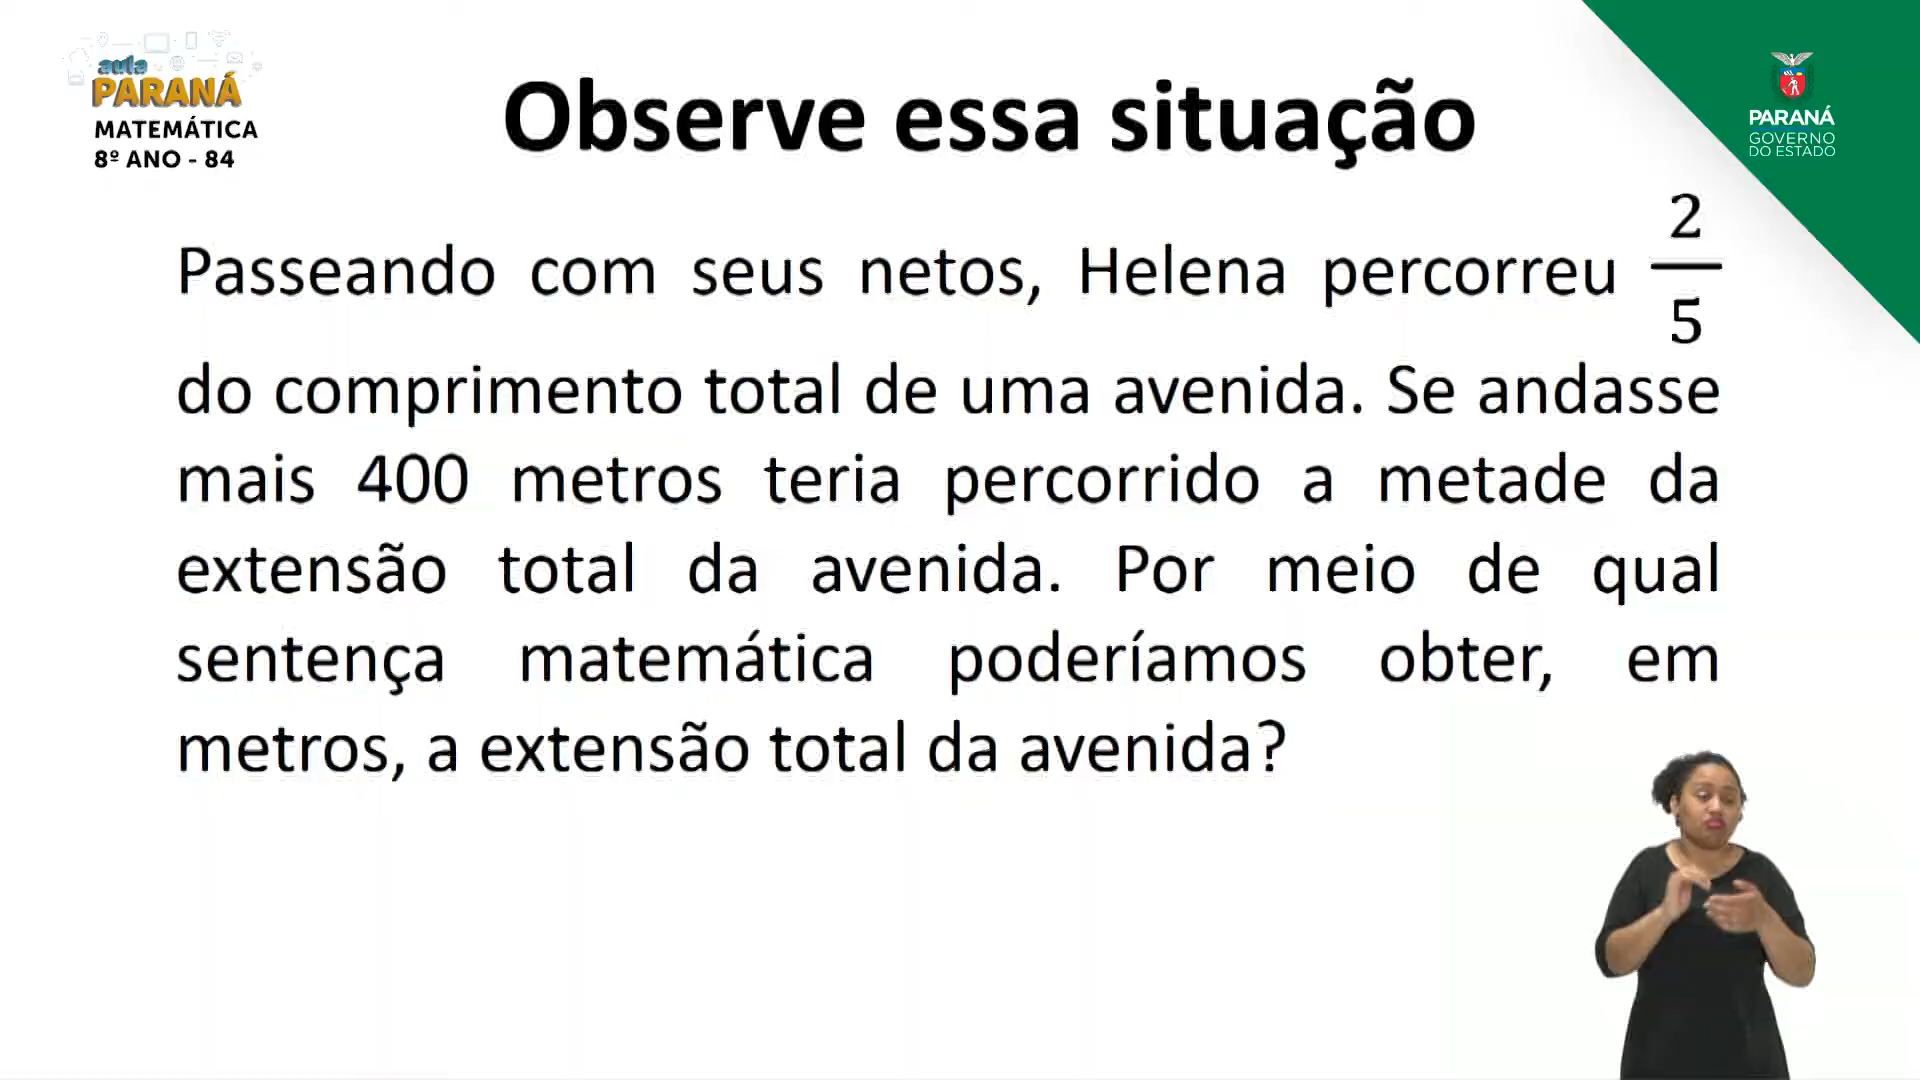 aula
PARANÁ
MATEMÁTICA
8º ANO - 84
Observe essa situação
PARANÁ
GOVERNO
DO ESTADO
Passeando com seus netos, Helena percorreu 2/5
do comprimento total de uma avenida. Se andasse
mais 400 metros teria percorrido a metade da
extensão total da avenida. Por meio de qual
sentença matemática poderíamos obter, em
metros, a extensão total da avenida?